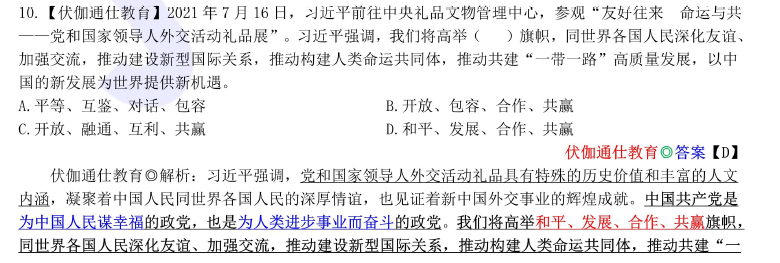 10.【伏伽通仕教育】2021 年 7 月 16 日，习近平前往中央礼品文物管理中心，参观“友好往来　命运与共
——党和国家领导人外交活动礼品展”。习近平强调，我们将高举（　）旗帜，同世界各国人民深化友谊、
加强交流，推动建设新型国际关系，推动构建人类命运共同体，推动共建“一带一路”高质量发展，以中
国的新发展为世界提供新机遇。
A.平等、互鉴、对话、包容　B.开放、包容、合作、共赢
C.开放、融通、互利、共赢　D.和平、发展、合作、共赢
伏伽通仕教育◎答案【D】
伏伽通仕教育◎解析：习近平强调，党和国家领导人外交活动礼品具有特殊的历史价值和丰富的人文
内涵，凝聚着中国人民同世界各国人民的深厚情谊，也见证着新中国外交事业的辉煌成就。中国共产党是
为中国人民谋幸福的政党，也是为人类进步事业而奋斗的政党。我们将高举和平、发展、合作、共赢旗帜，
同世界各国人民深化友谊、加强交流，推动建设新型国际关系，推动构建人类命运共同体，推动共建“一